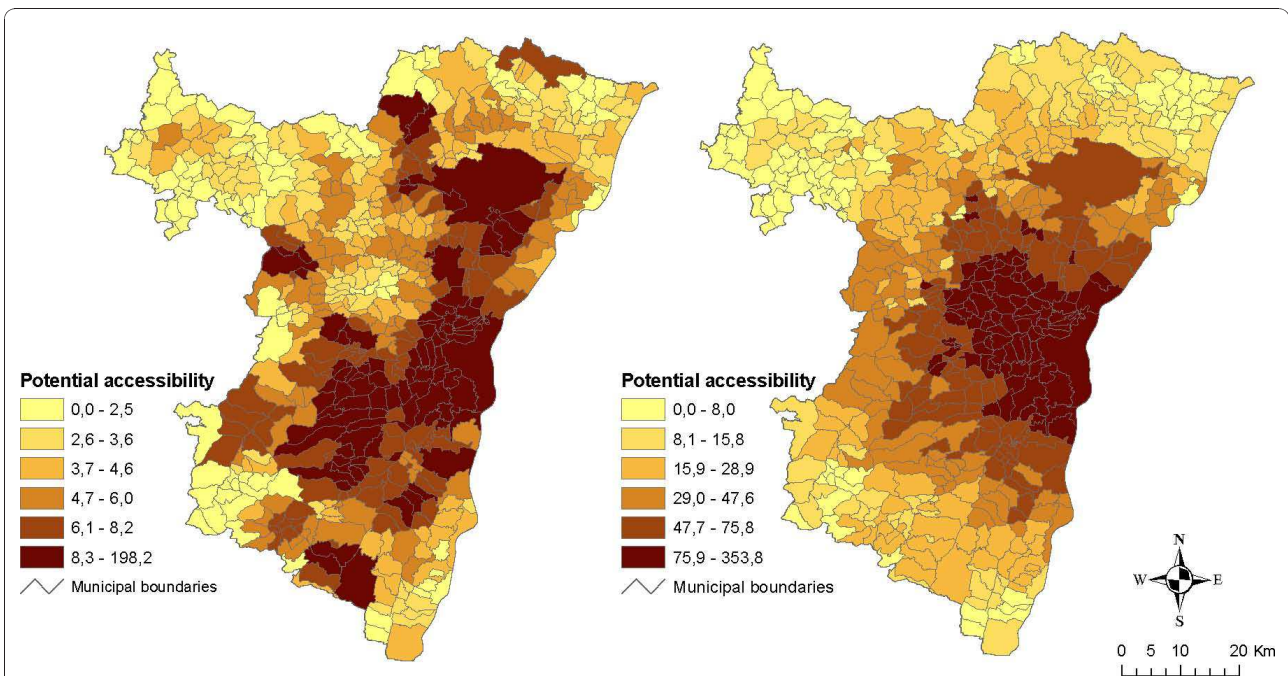 Potential accessibility
0,0 - 2,5
2,6 - 3,6
3,7 - 4,6
4,7 - 6,0
6,1 - 8,2
8,3 - 198,2
Municipal boundaries
Potential accessibility
0,0 - 8,0
8,1 - 15,8
15,9 - 28,9
29,0 - 47,6
47,7 - 75,8
75,9 - 353,8
Municipal boundaries
N
W E
S
0 5 10 20 Km